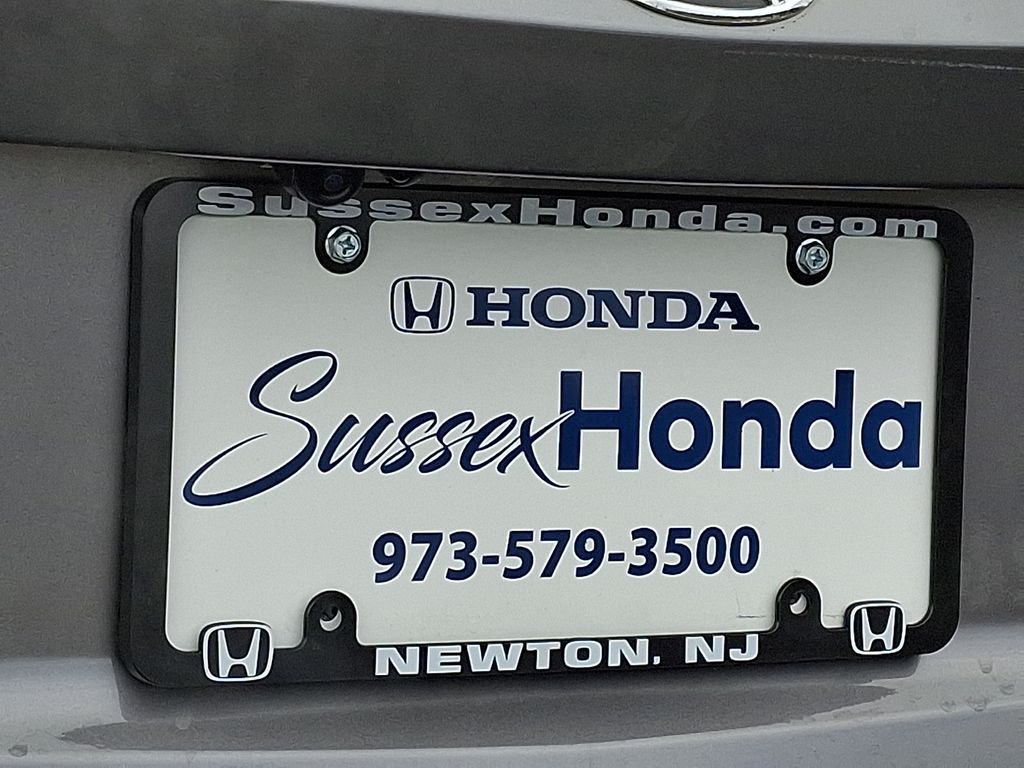 SussexHonda.com
HONDA
Sussex Honda
973-579-3500
NEWTON, NJ